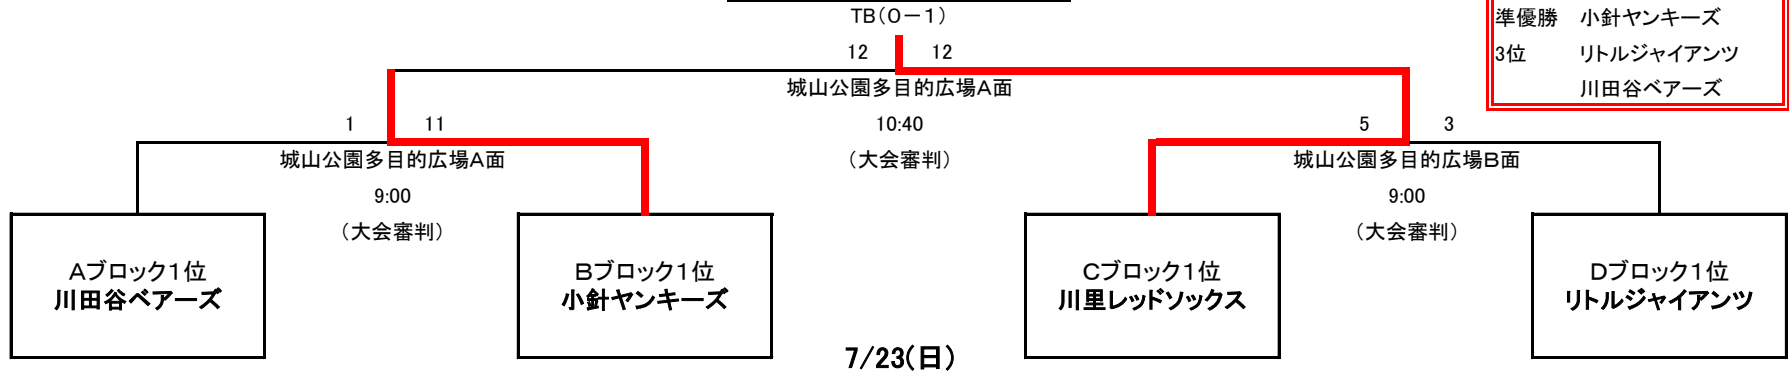 TB(0－1)
準優勝 小針ヤンキーズ
12 12
3位 リトルジャイアンツ
城山公園多目的広場A面
川田谷ベアーズ
1 11
10:40
5 3
城山公園多目的広場A面
（大会審判）
城山公園多目的広場B面
9:00
9:00
（大会審判）
（大会審判）
Aブロック１位
川田谷ベアーズ
Bブロック１位
小針ヤンキーズ
Cブロック１位
川里レッドソックス
Dブロック１位
リトルジャイアンツ
7/23(日)